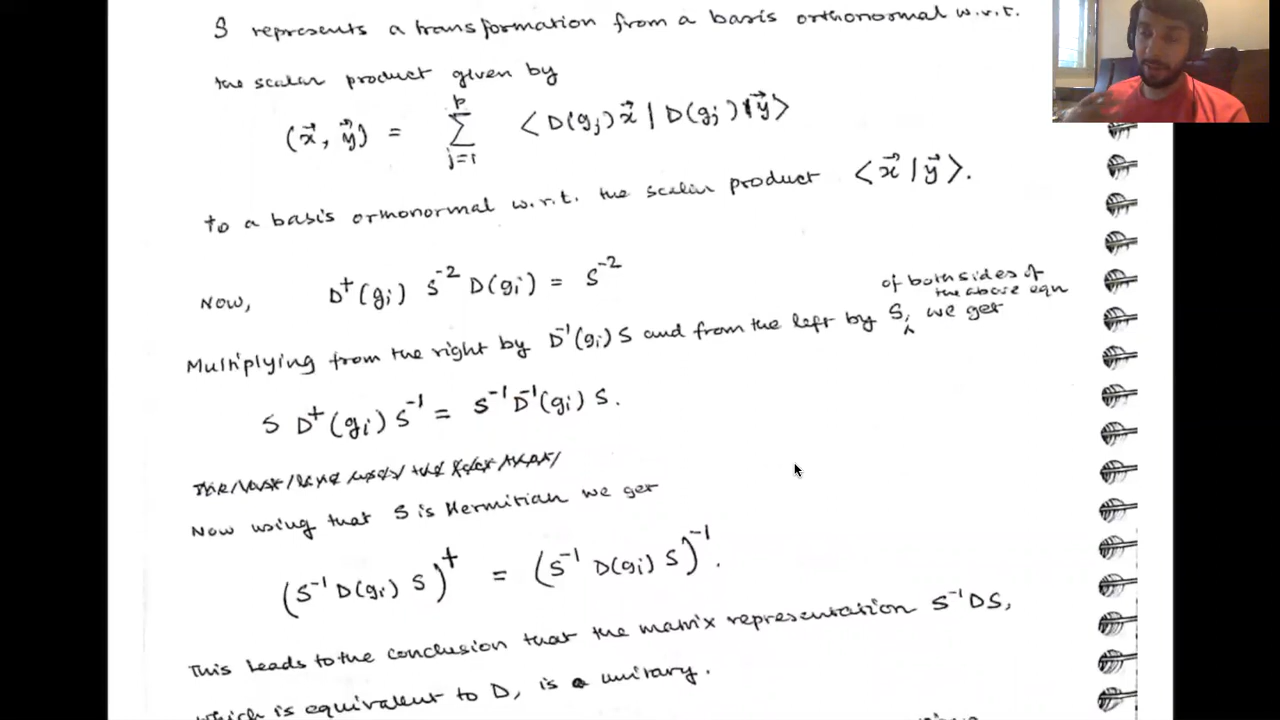 S represents a transformation from a basis orthonormal w.r.t.
the scalar product given by
(x⃗, y⃗) = Σ_{j=1}^{p} ⟨D(g_j)x⃗ | D(g_j)y⃗⟩
to a basis orthonormal w.r.t. the scalar product ⟨x⃗ | y⃗⟩.
Now, D†(g_i) S⁻² D(g_i) = S⁻²
of both sides of
the above eqn
Multiplying from the right by D⁻¹(g_i) S and from the left by S, we get
S D†(g_i) S⁻¹ = S⁻¹ D⁻¹(g_i) S.
Now using that S is Hermitian we get
(S⁻¹ D(g_i) S)† = (S⁻¹ D(g_i) S)⁻¹.
This leads to the conclusion that the matrix representation S⁻¹DS,
which is equivalent to D, is unitary.